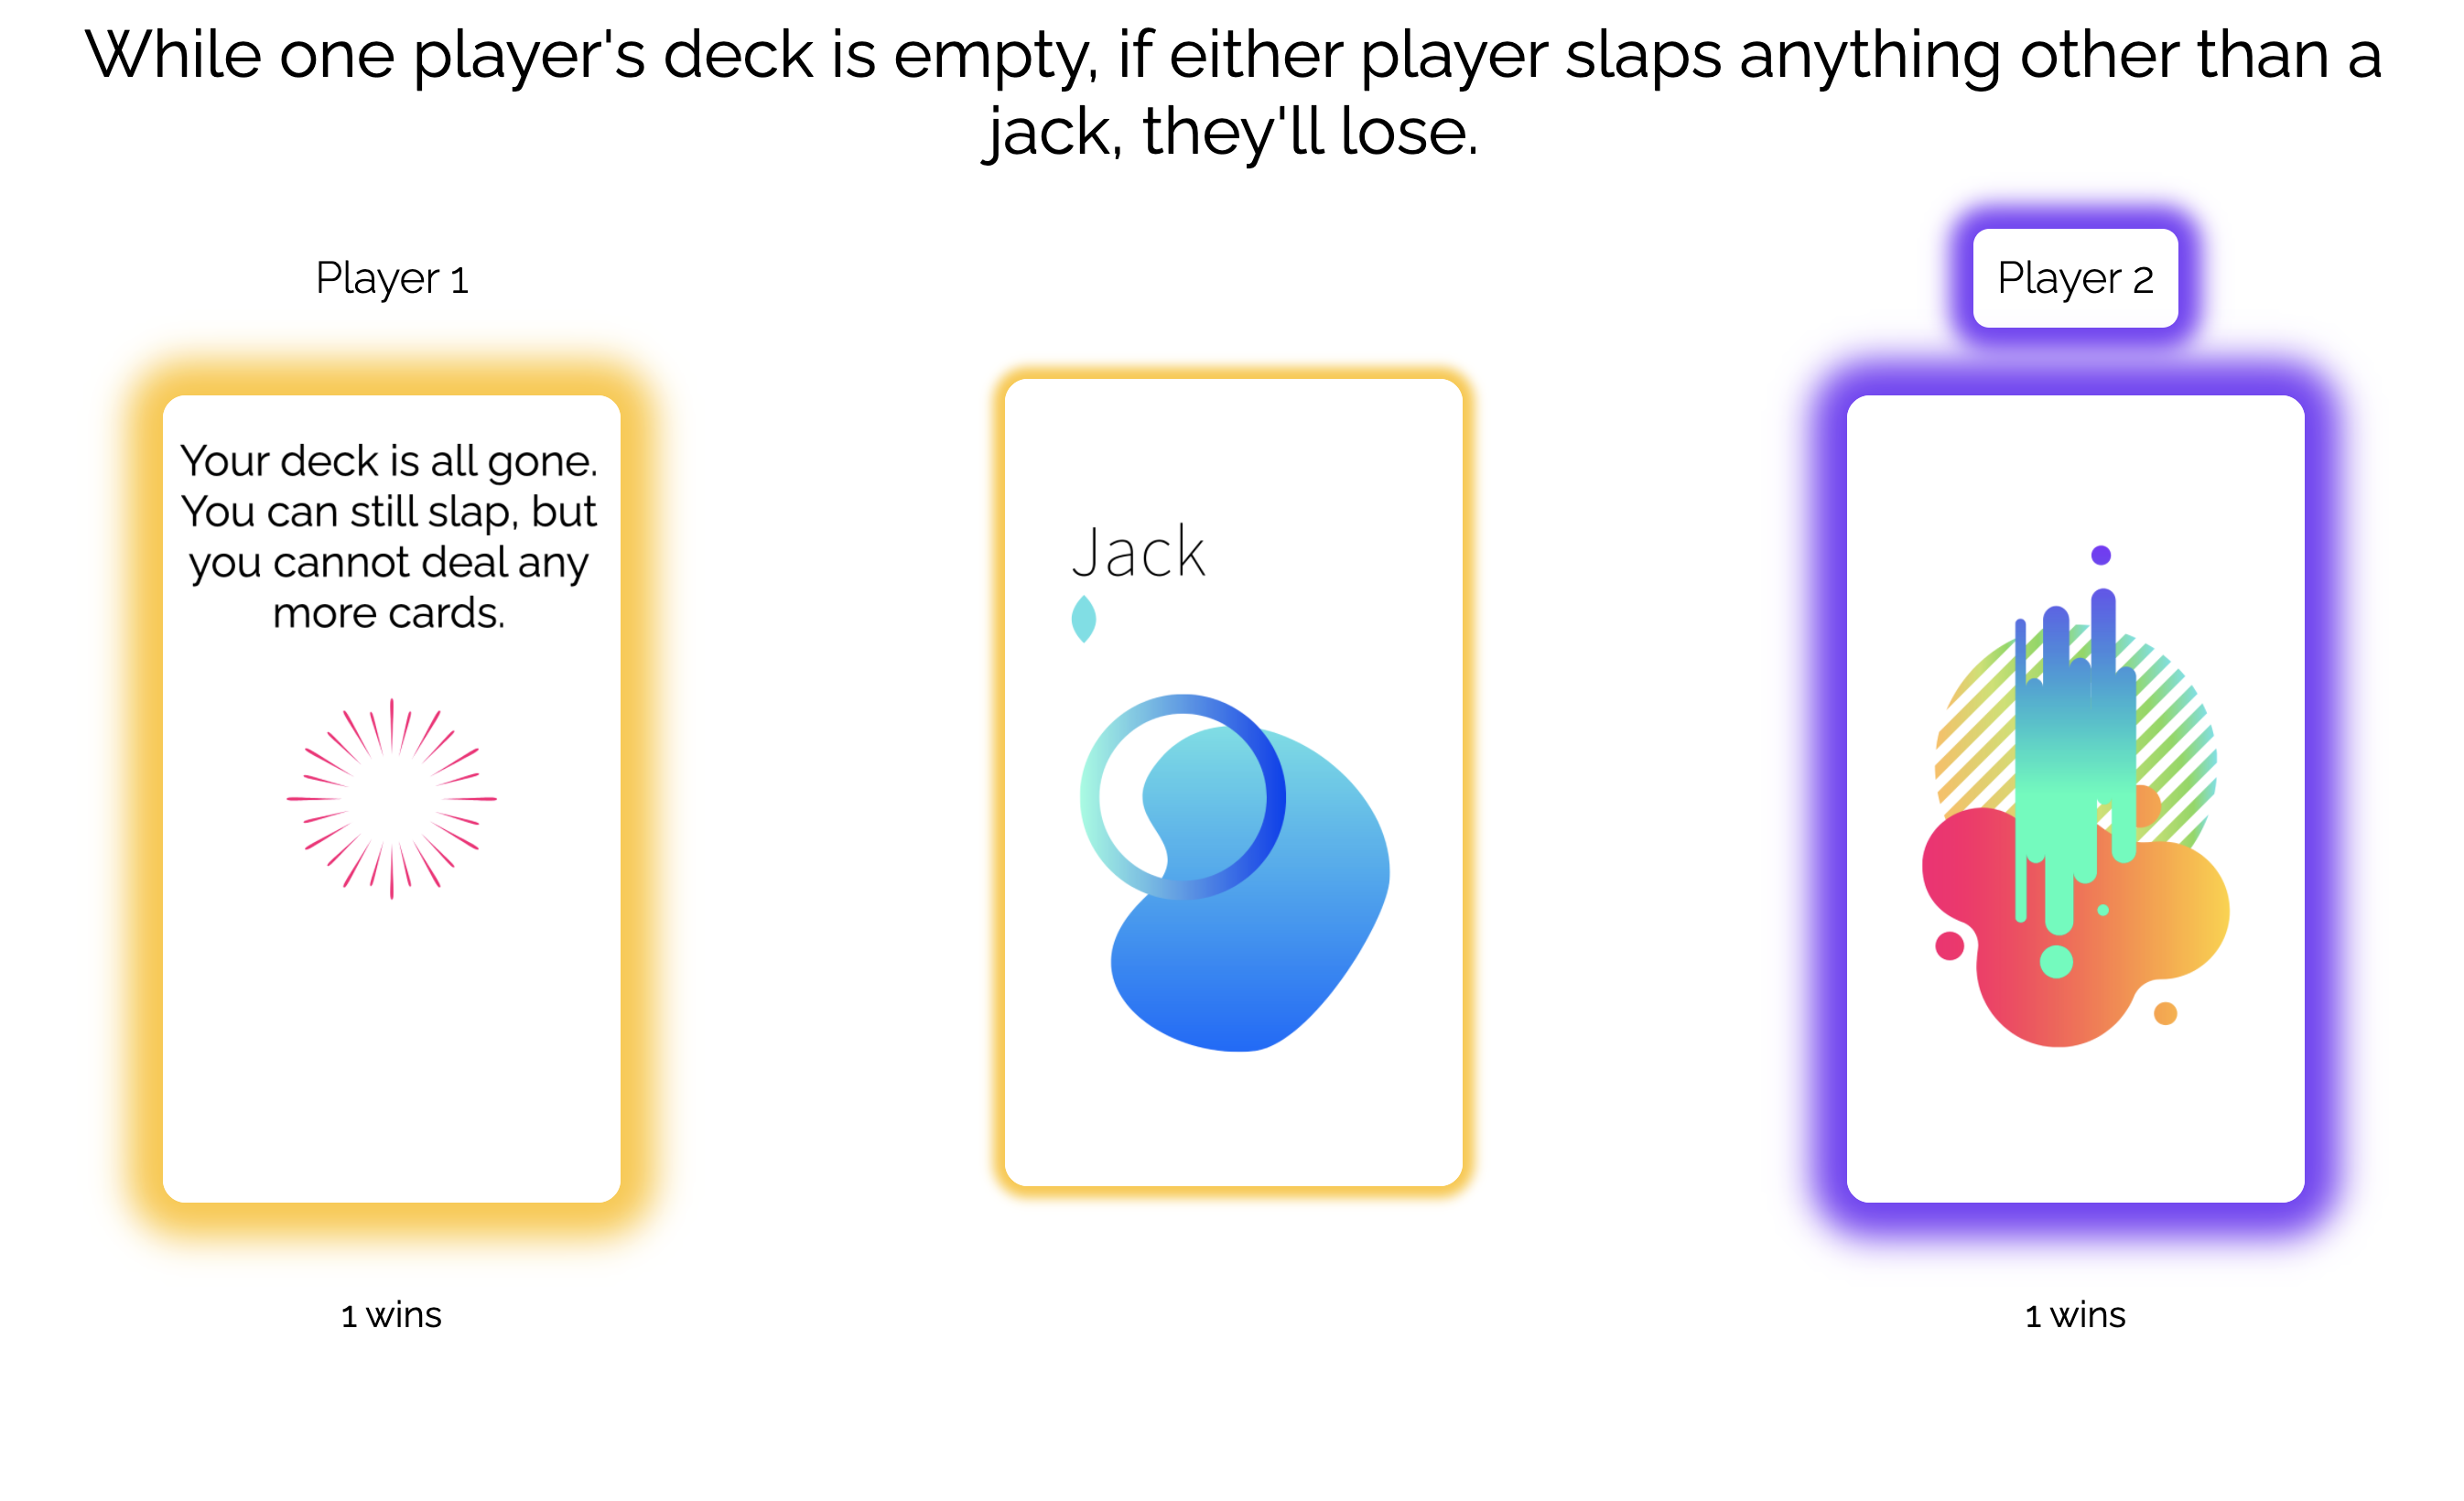 While one player's deck is empty, if either player slaps anything other than a
jack, they'll lose.
Player 1
Player 2
Your deck is all gone.
You can still slap, but
you cannot deal any
more cards.
Jack
1 wins
1 wins